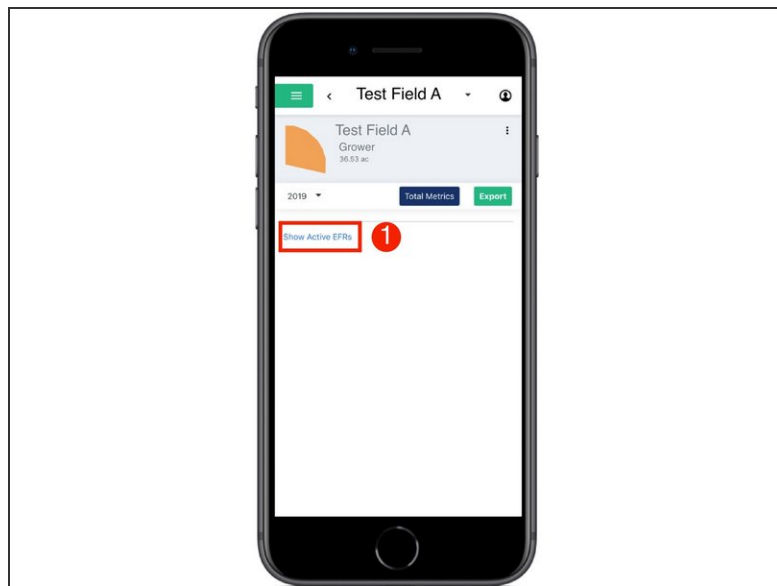 Test Field A
Test Field A
Grower
36.53 ac
2019
Total Metrics
Export
Show Active EFRs
1